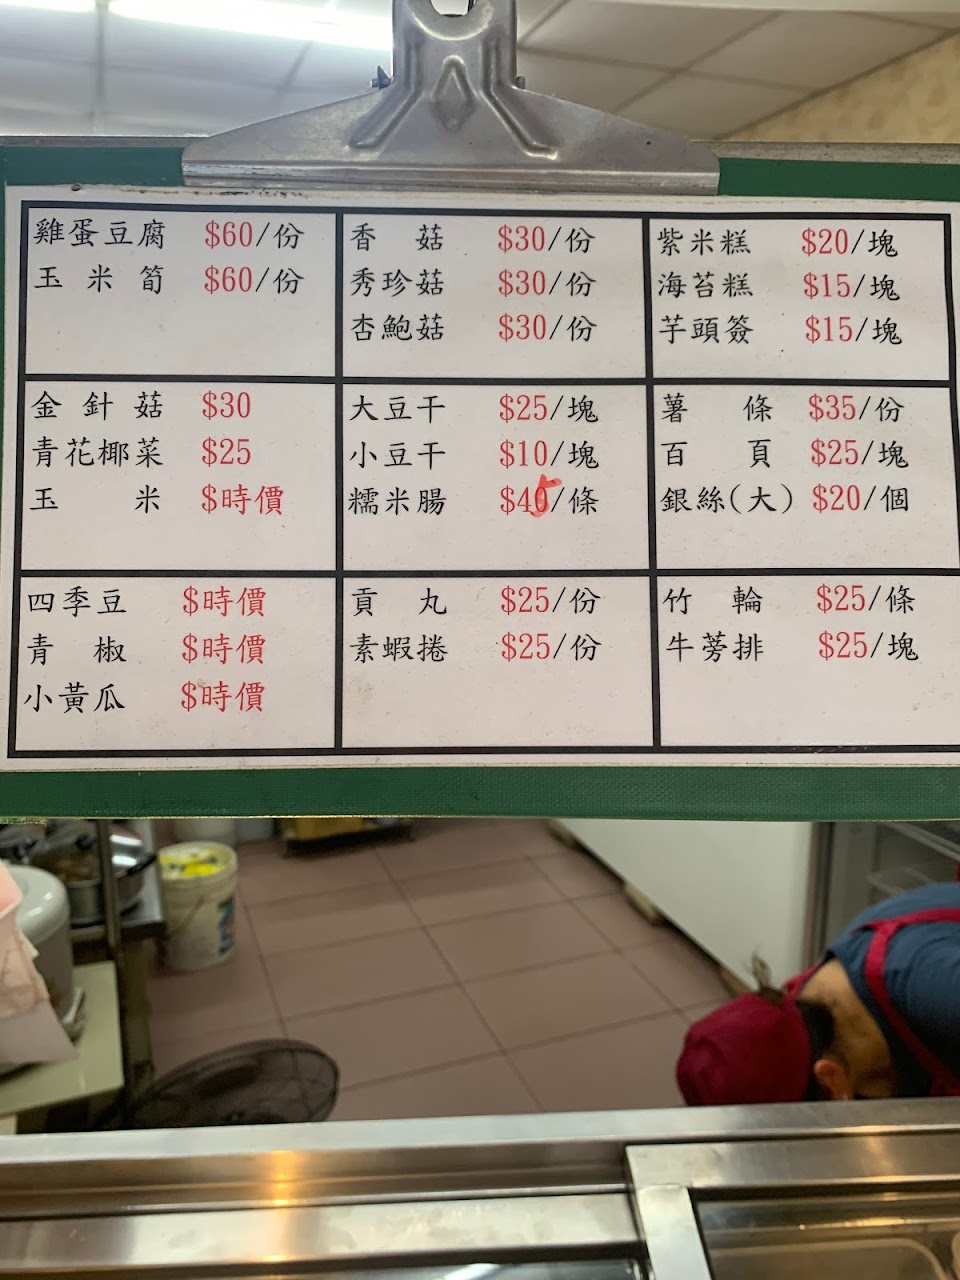 雞蛋豆腐 $60/份
玉米筍 $60/份
香菇 $30/份
秀珍菇 $30/份
杏鮑菇 $30/份
紫米糕 $20/塊
海苔糕 $15/塊
芋頭簽 $15/塊
金針菇 $30
青花椰菜 $25
玉米 $時價
大豆干 $25/塊
小豆干 $10/塊
糯米腸 $45/條
薯條 $35/份
百頁 $25/塊
銀絲(大) $20/個
四季豆 $時價
青椒 $時價
小黃瓜 $時價
貢丸 $25/份
素蝦捲 $25/份
竹輪 $25/條
牛蒡排 $25/塊